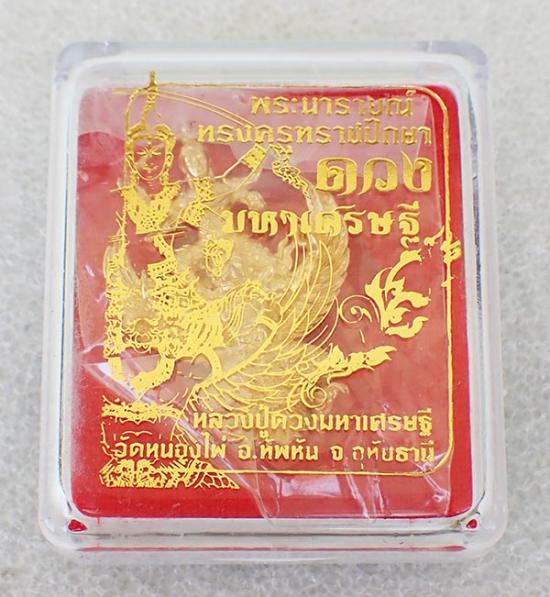 พระนารายณ์
ทรงครุฑราชปักษา
ดวง
มหาเศรษฐี
หลวงปู่ดวงมหาเศรษฐี
วัดหนองไผ่ อ.ทัพทัน จ.อุทัยธานี